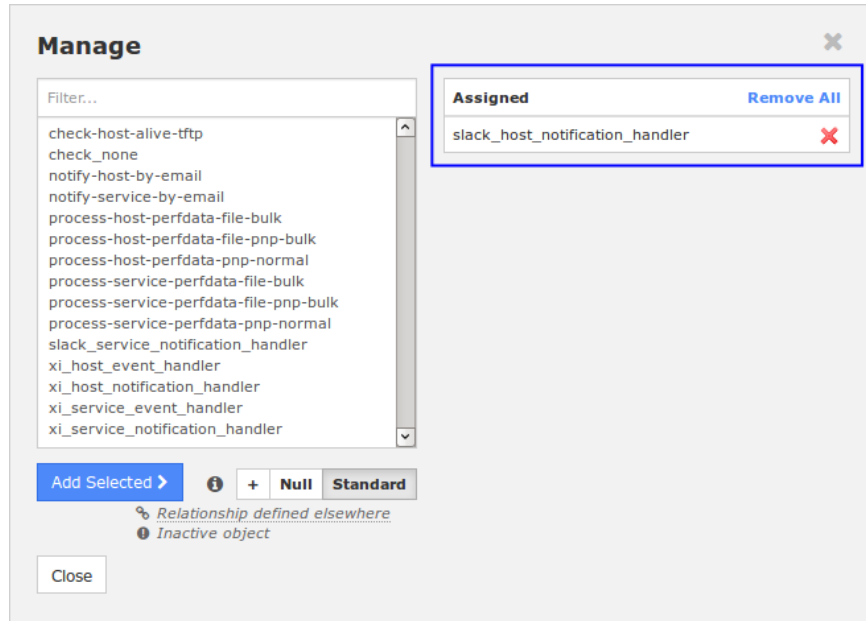 Manage
Filter...
check-host-alive-tftp
check_none
notify-host-by-email
notify-service-by-email
process-host-perfdata-file-bulk
process-host-perfdata-file-pnp-bulk
process-host-perfdata-pnp-normal
process-service-perfdata-file-bulk
process-service-perfdata-file-pnp-bulk
process-service-perfdata-pnp-normal
slack_service_notification_handler
xi_host_event_handler
xi_host_notification_handler
xi_service_event_handler
xi_service_notification_handler
Assigned Remove All
slack_host_notification_handler
Add Selected + Null Standard
Relationship defined elsewhere
Inactive object
Close